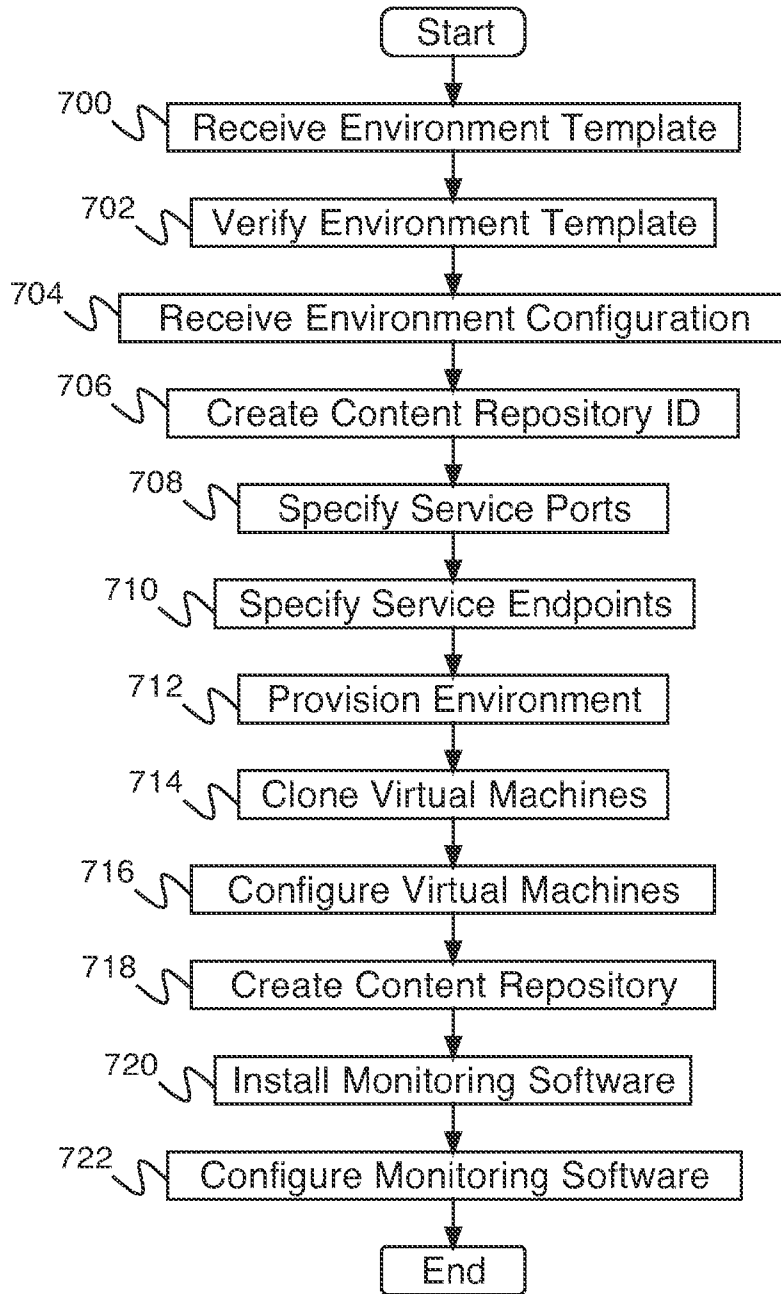 Start
700
Receive Environment Template
702
Verify Environment Template
704
Receive Environment Configuration
706
Create Content Repository ID
708
Specify Service Ports
710
Specify Service Endpoints
712
Provision Environment
714
Clone Virtual Machines
716
Configure Virtual Machines
718
Create Content Repository
720
Install Monitoring Software
722
Configure Monitoring Software
End